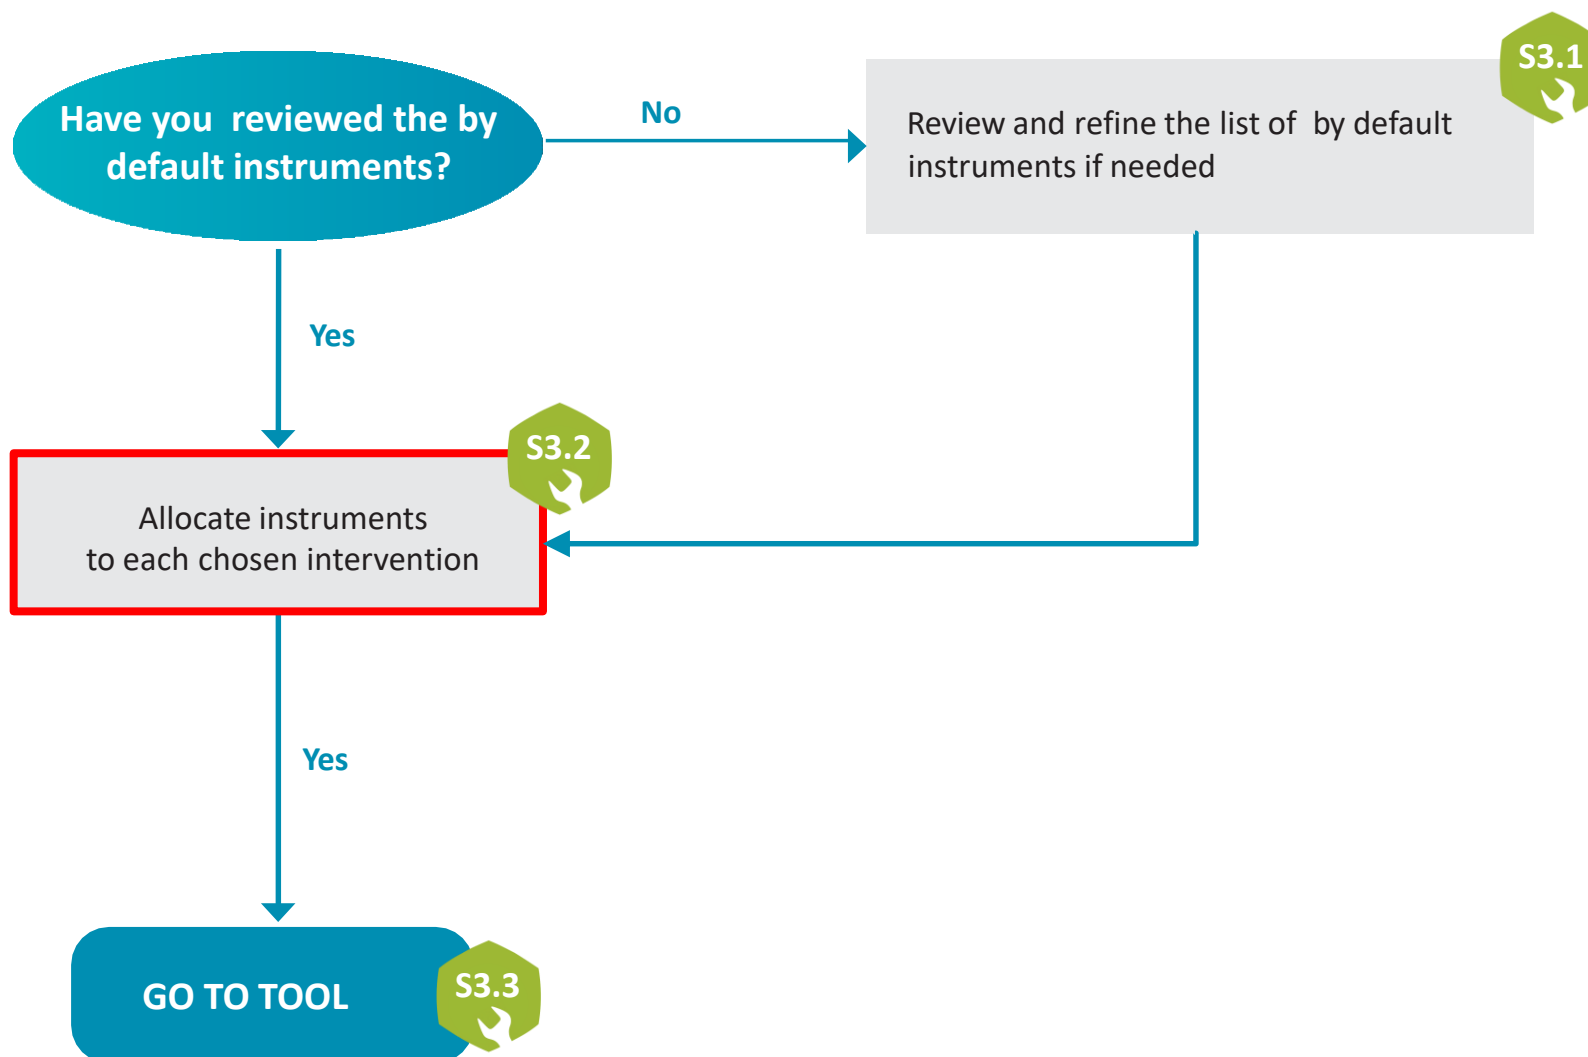 Have you  reviewed the by
default instruments?
No
Review and refine the list of  by default
instruments if needed
S3.1
Yes
S3.2
Allocate instruments
to each chosen intervention
Yes
GO TO TOOL
S3.3